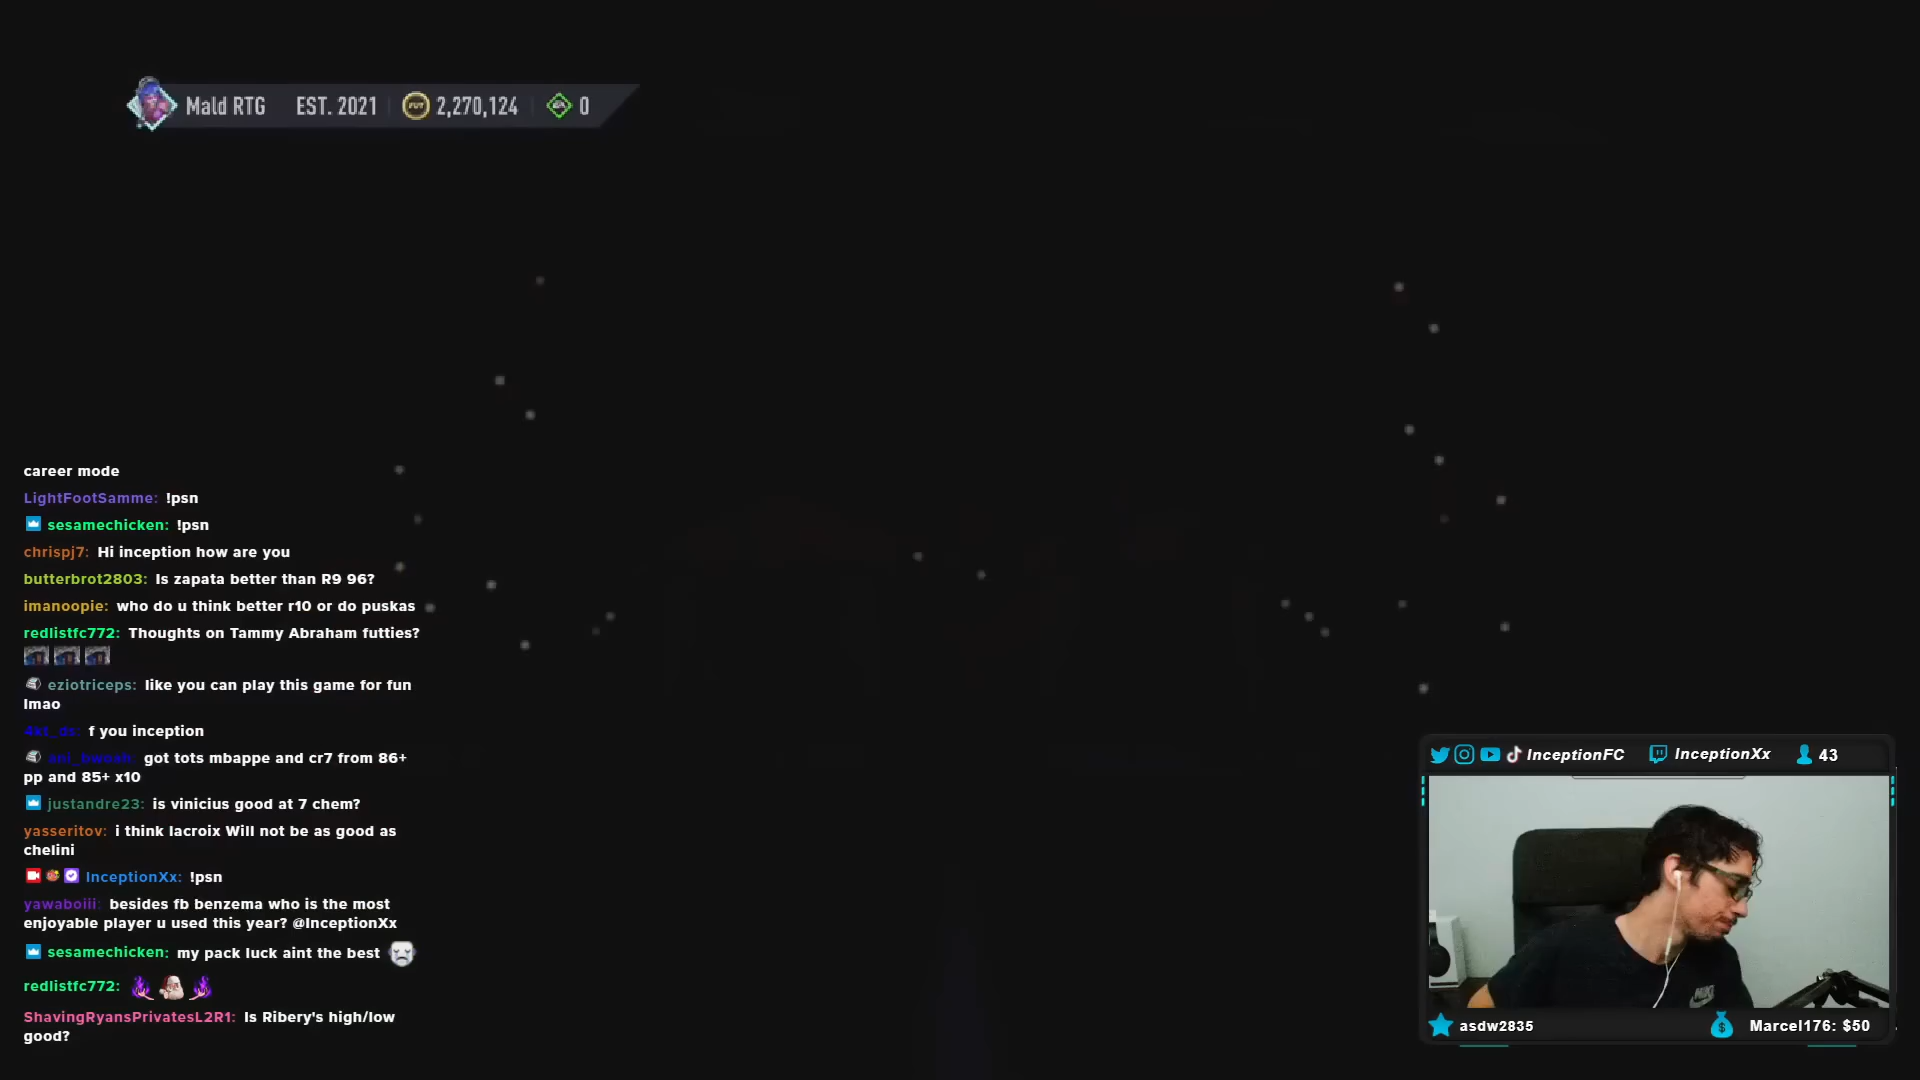 Mald RTG EST. 2021 FUT 2,270,124 0
career mode
LightFootSamme: !psn
sesamechicken: !psn
chrispj7: Hi inception how are you
butterbrot2803: Is zapata better than R9 96?
imanoopie: who do u think better r10 or do puskas
redlistfc772: Thoughts on Tammy Abraham futties?
eziotriceps: like you can play this game for fun
lmao
4kt_ds: f you inception
ani_bwosh: got tots mbappe and cr7 from 86+
pp and 85+ x10
justandre23: is vinicius good at 7 chem?
yasseritov: i think lacroix Will not be as good as
chelini
InceptionXx: !psn
yawaboiii: besides fb benzema who is the most
enjoyable player u used this year? @InceptionXx
sesamechicken: my pack luck aint the best
redlistfc772:
ShavingRyansPrivatesL2R1: Is Ribery's high/low
good?
InceptionFC InceptionXx 43
asdw2835 Marcel176: $50